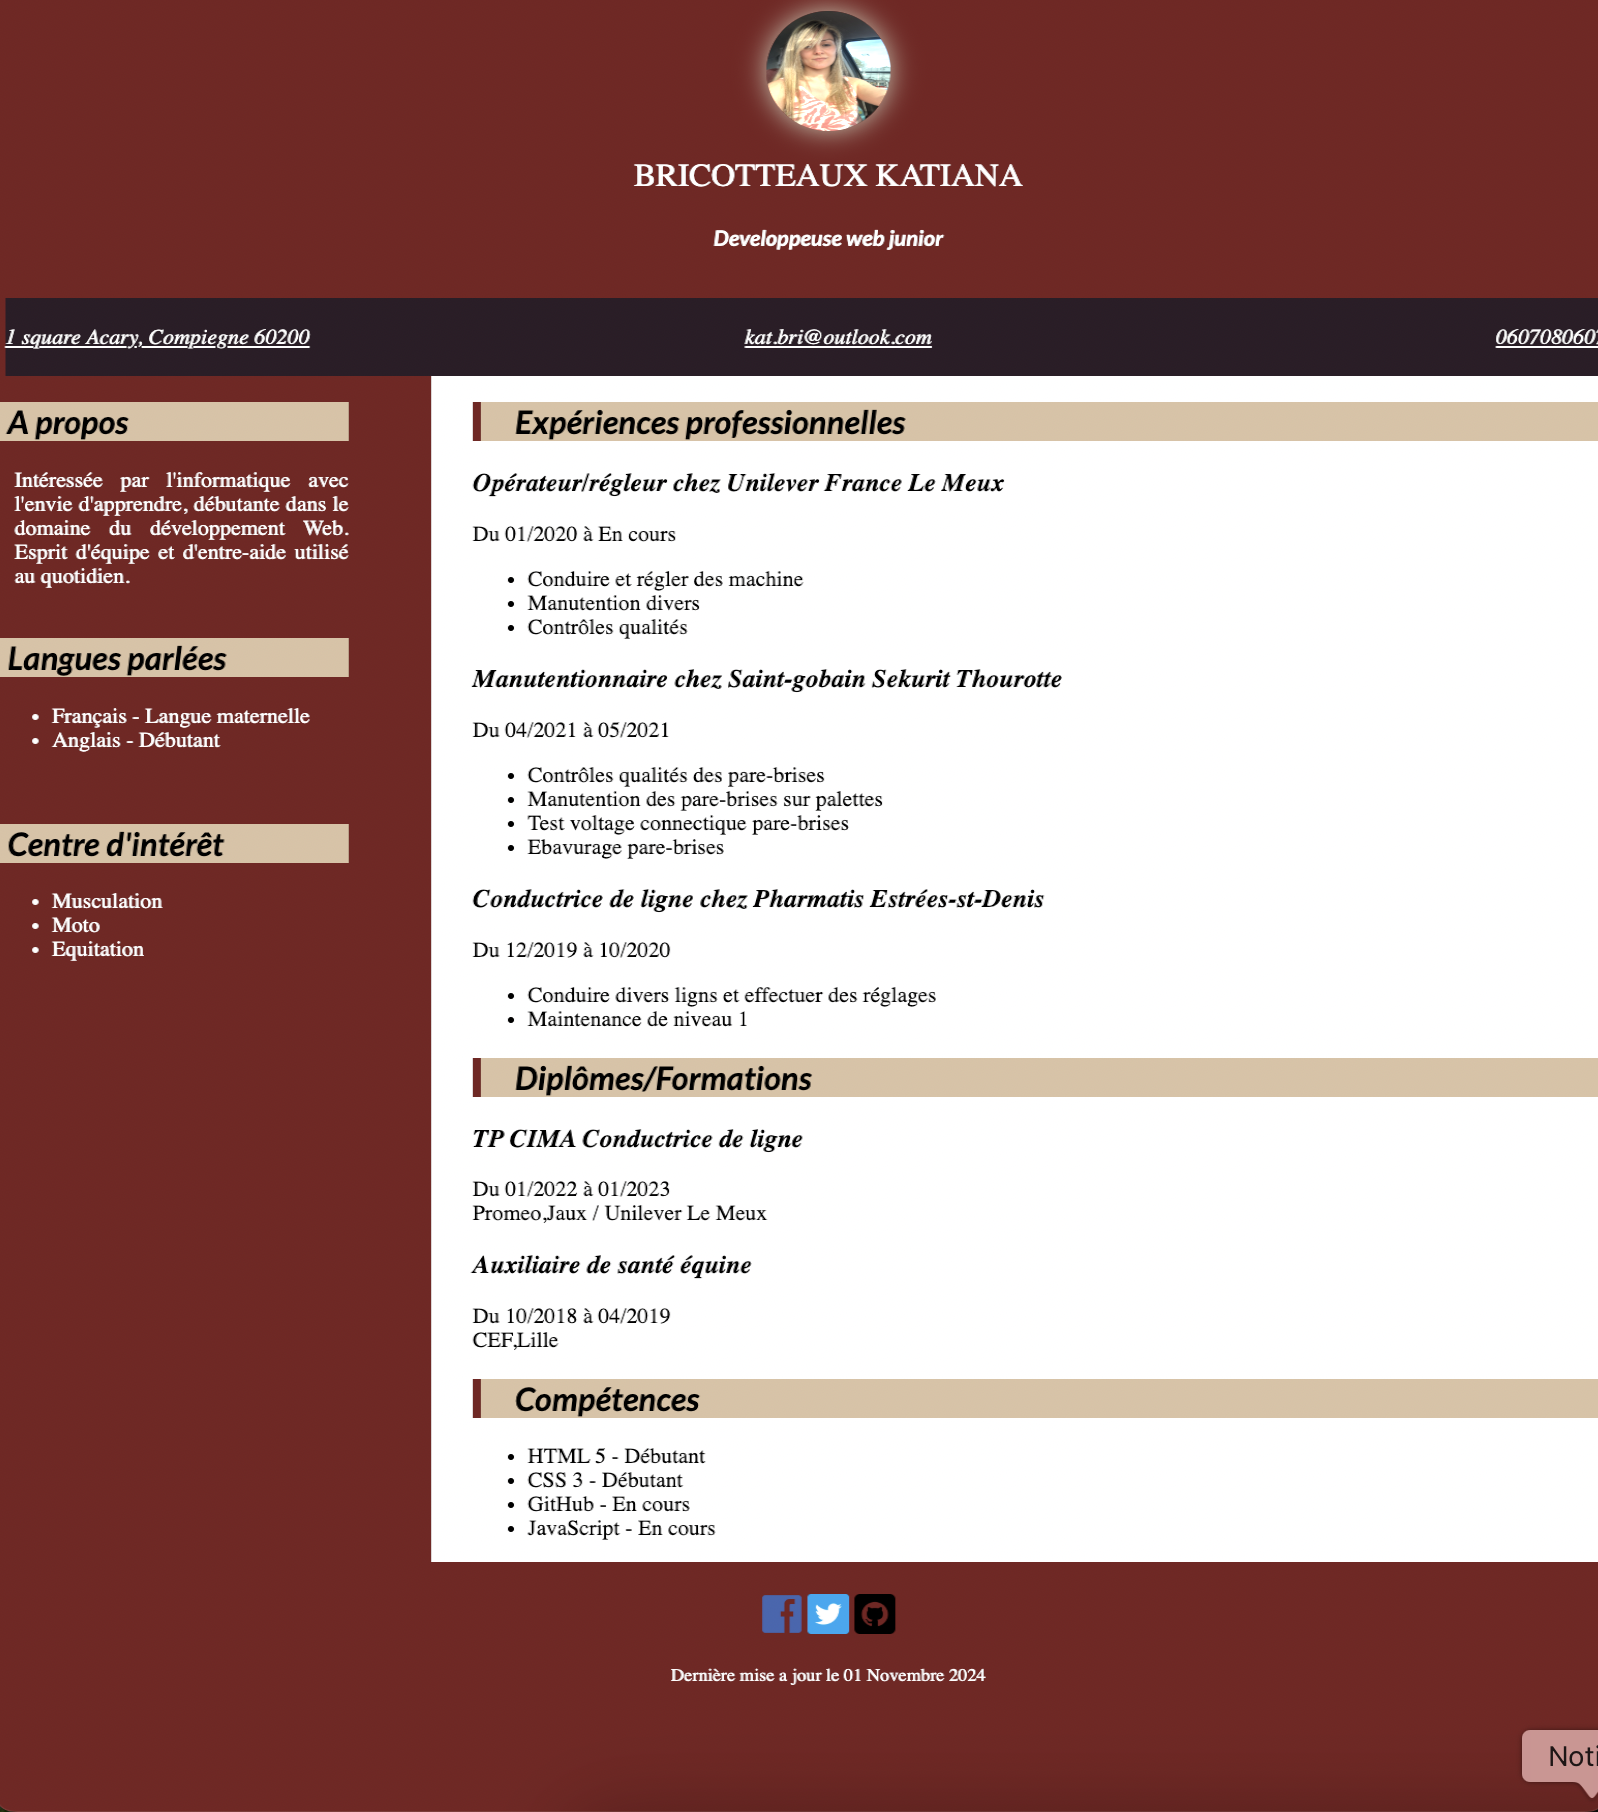 BRICOTTEAUX KATIANA
Developpeuse web junior
1 square Acary, Compiegne 60200
kat.bri@outlook.com
060708060
A propos
Intéressée par l'informatique avec
l'envie d'apprendre, débutante dans le
domaine du développement Web.
Esprit d'équipe et d'entre-aide utilisé
au quotidien.
Langues parlées
Français - Langue maternelle
Anglais - Débutant
Centre d'intérêt
Musculation
Moto
Equitation
Expériences professionnelles
Opérateur/régleur chez Unilever France Le Meux
Du 01/2020 à En cours
Conduire et régler des machine
Manutention divers
Contrôles qualités
Manutentionnaire chez Saint-gobain Sekurit Thourotte
Du 04/2021 à 05/2021
Contrôles qualités des pare-brises
Manutention des pare-brises sur palettes
Test voltage connectique pare-brises
Ebavurage pare-brises
Conductrice de ligne chez Pharmatis Estrées-st-Denis
Du 12/2019 à 10/2020
Conduire divers ligns et effectuer des réglages
Maintenance de niveau 1
Diplômes/Formations
TP CIMA Conductrice de ligne
Du 01/2022 à 01/2023
Promeo,Jaux / Unilever Le Meux
Auxiliaire de santé équine
Du 10/2018 à 04/2019
CEF,Lille
Compétences
HTML 5 - Débutant
CSS 3 - Débutant
GitHub - En cours
JavaScript - En cours
Dernière mise a jour le 01 Novembre 2024
Noti